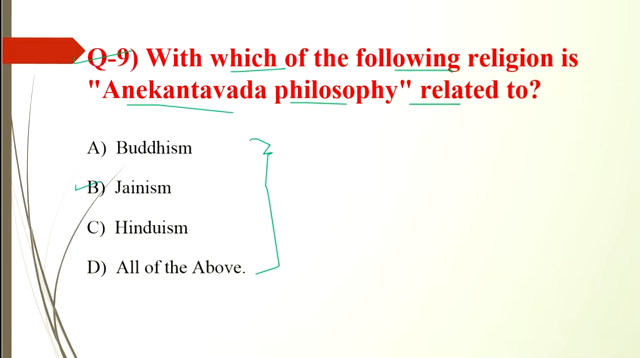 Q-9) With which of the following religion is
"Anekantavada philosophy" related to?
A) Buddhism
B) Jainism
C) Hinduism
D) All of the Above.